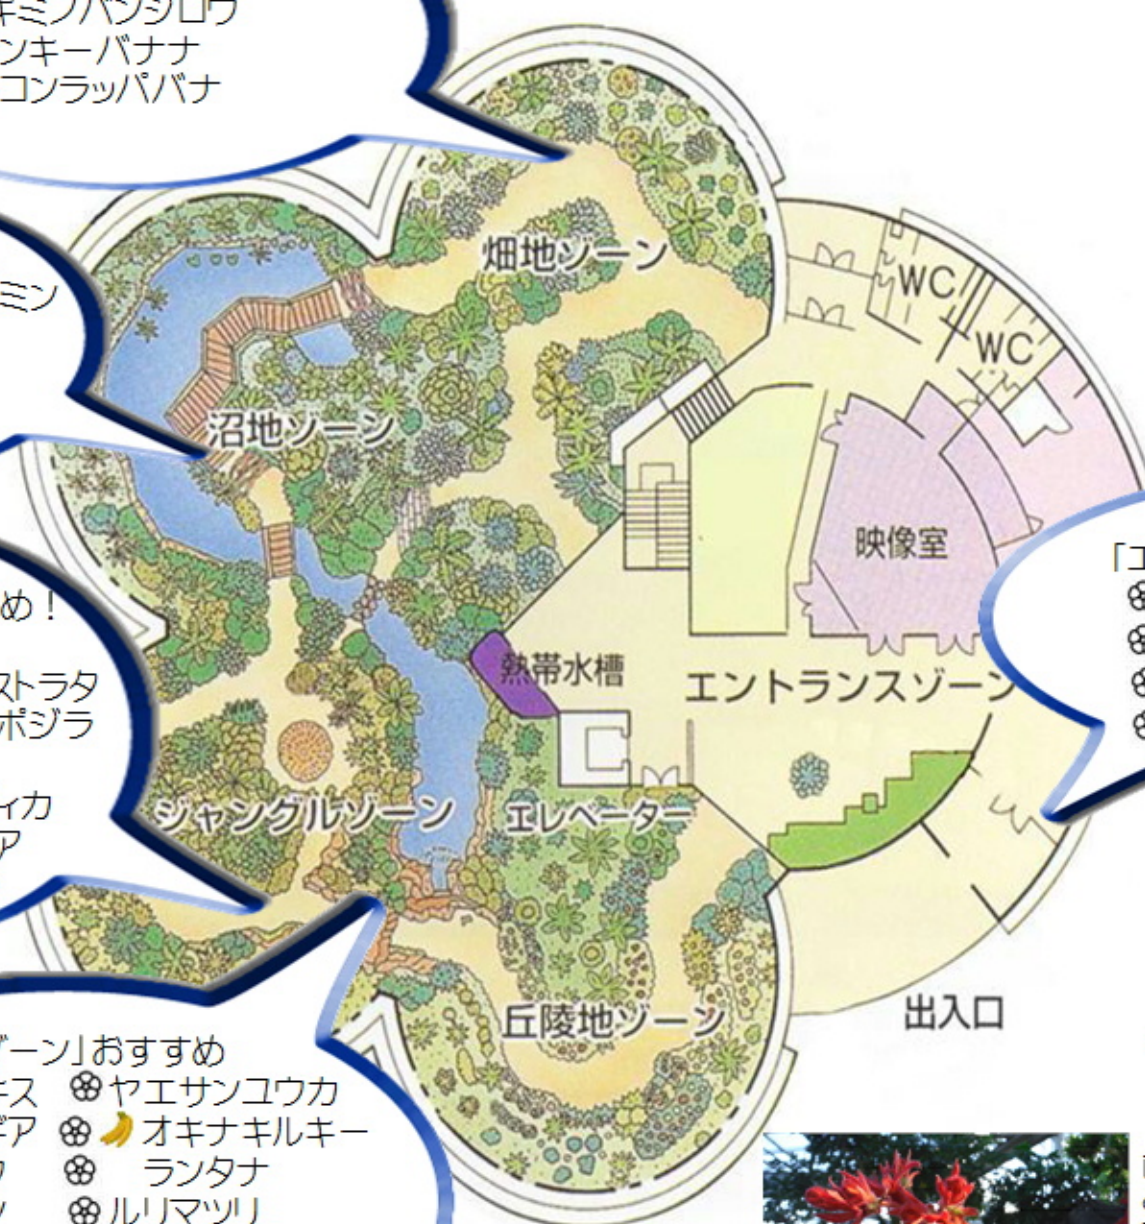 キミノバンジロウ
ンキーバナナ
コンラッパバナ
畑地ゾーン
WC
WC
ミン
沼地ゾーン
映像室
「エ
め！
ストラタ
ポジラ
ィカ
ア
熱帯水槽
エントランスゾーン
ジャングルゾーン
エレベーター
丘陵地ゾーン
出入口
ゾーン」おすすめ
キス ヤエサンユウカ
ギア オキナキルキー
ランタナ
ルリマツリ